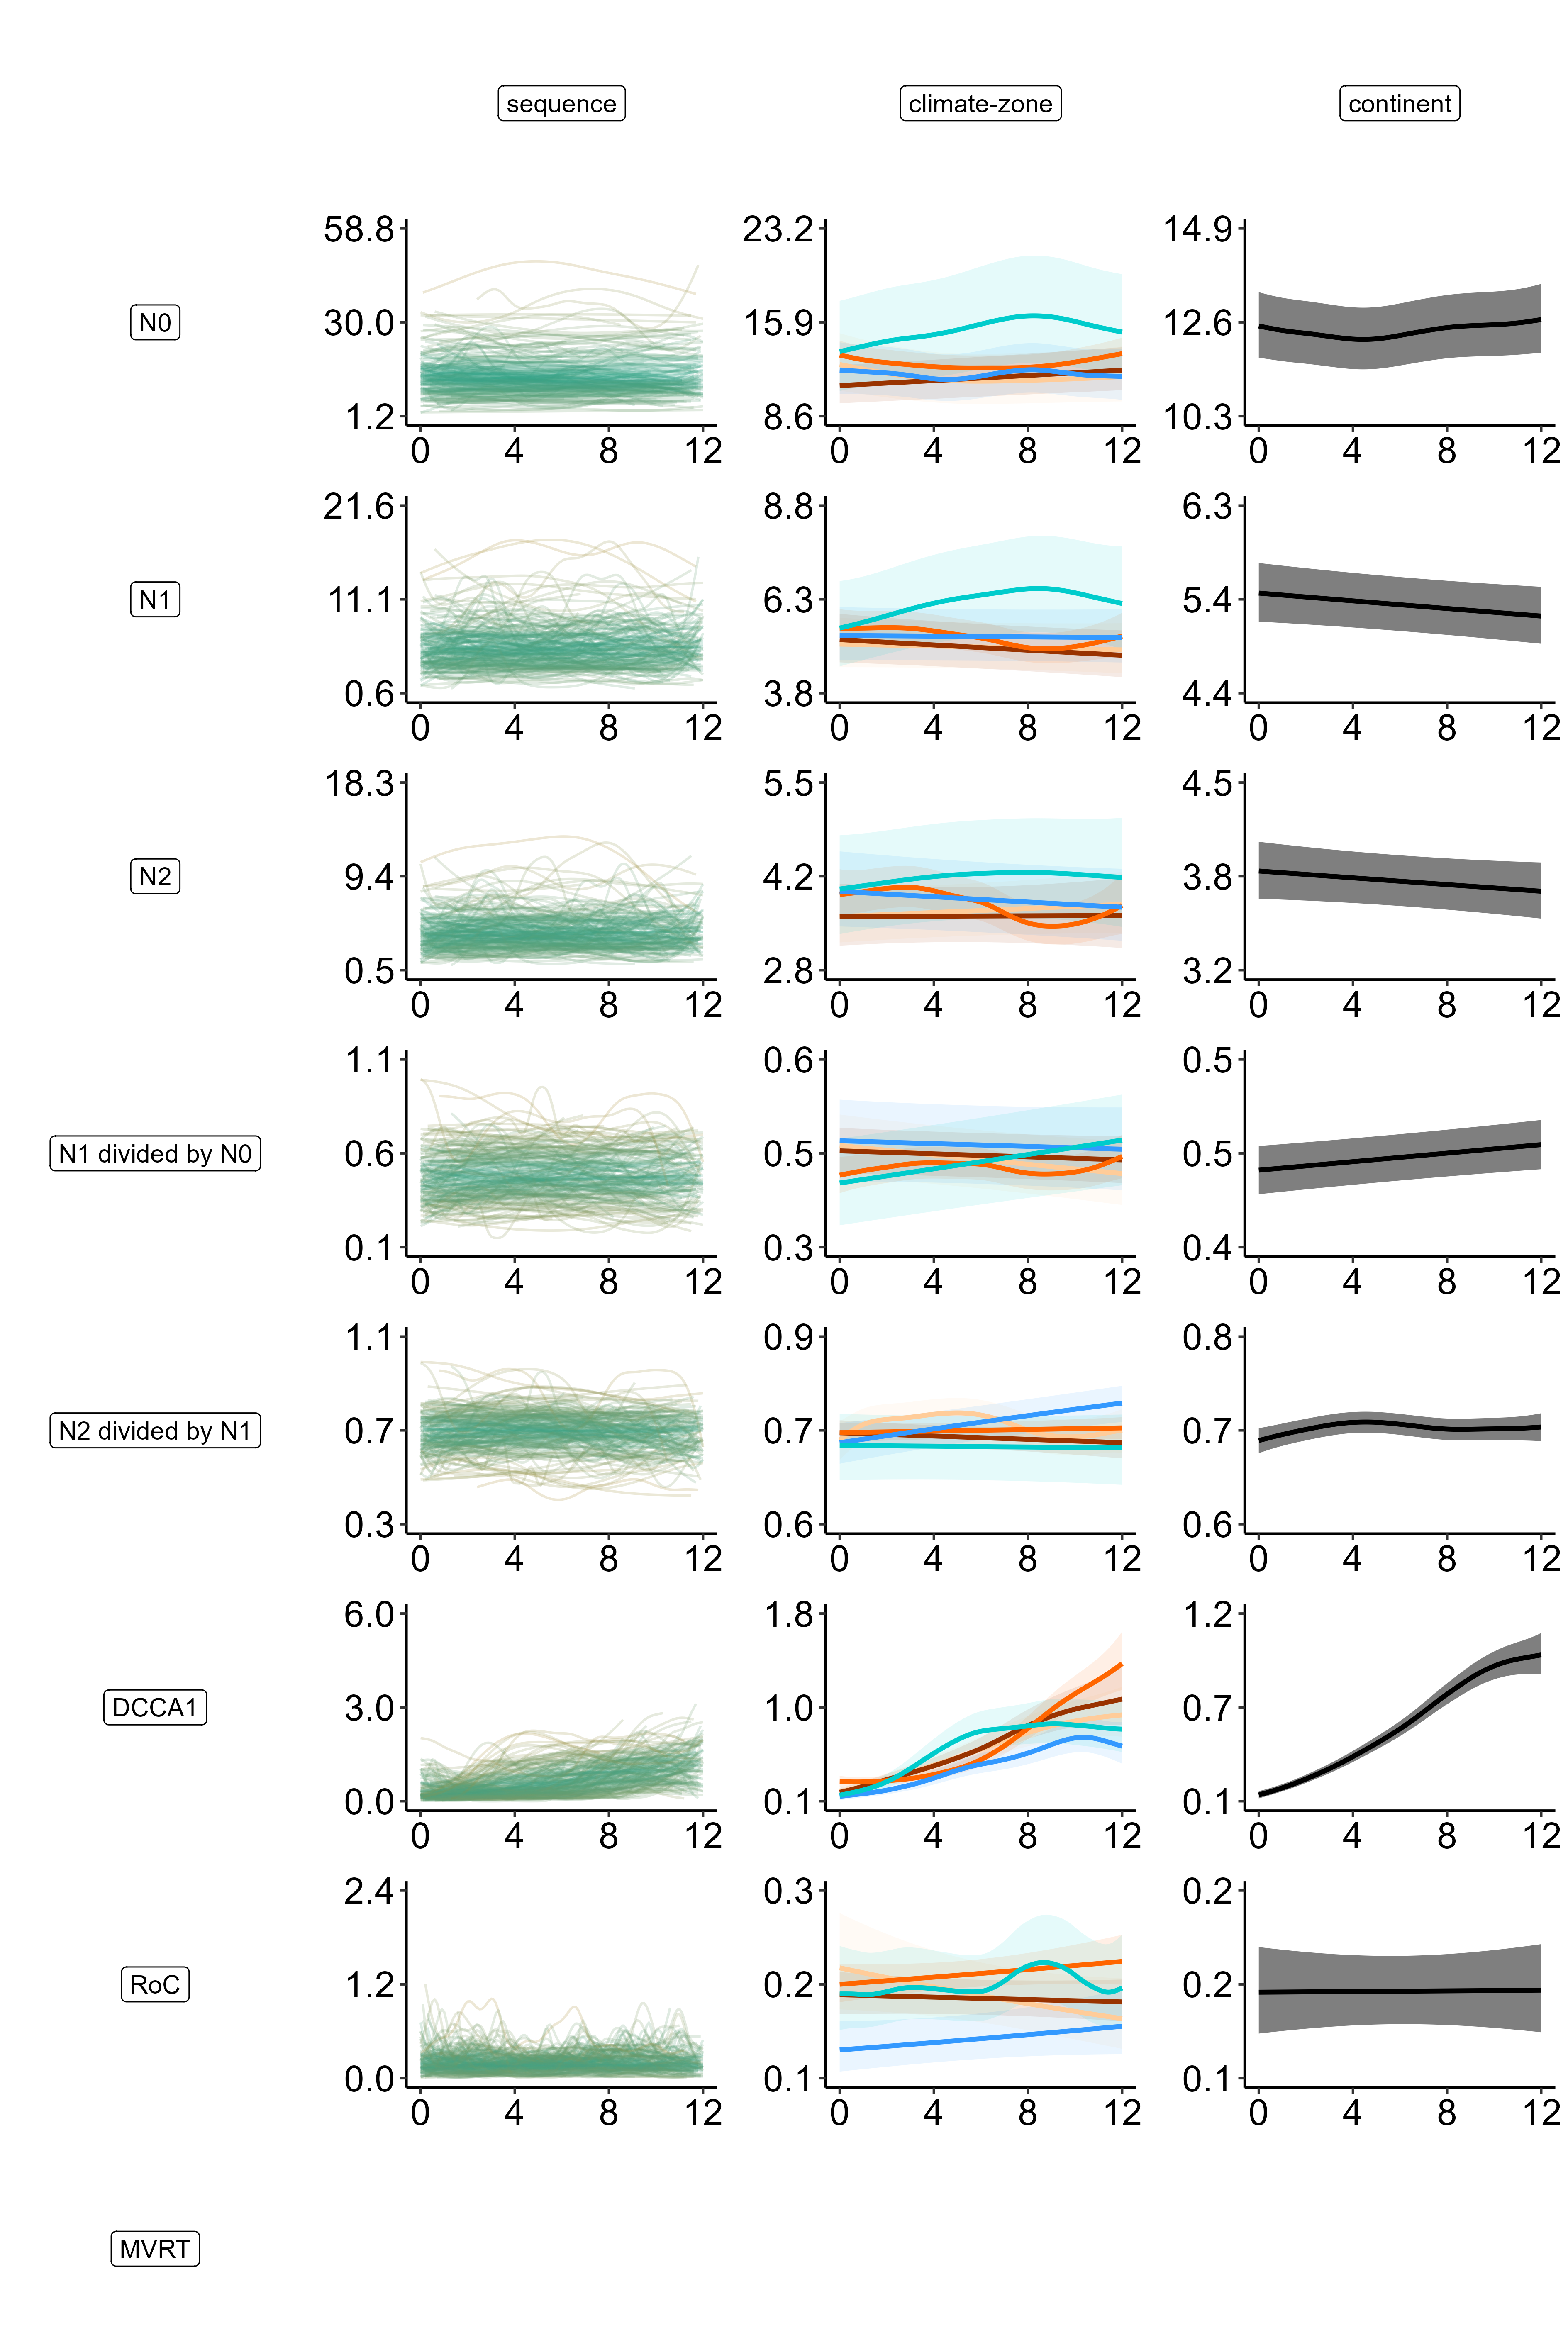 sequence climate-zone continent
58.8 23.2 14.9
N0 30.0 15.9 12.6
1.2 8.6 10.3
0 4 8 12 0 4 8 12 0 4 8 12
21.6 8.8 6.3
N1 11.1 6.3 5.4
0.6 3.8 4.4
0 4 8 12 0 4 8 12 0 4 8 12
18.3 5.5 4.5
N2 9.4 4.2 3.8
0.5 2.8 3.2
0 4 8 12 0 4 8 12 0 4 8 12
1.1 0.6 0.5
N1 divided by N0 0.6 0.5 0.5
0.1 0.3 0.4
0 4 8 12 0 4 8 12 0 4 8 12
1.1 0.9 0.8
N2 divided by N1 0.7 0.7 0.7
0.3 0.6 0.6
0 4 8 12 0 4 8 12 0 4 8 12
6.0 1.8 1.2
DCCA1 3.0 1.0 0.7
0.0 0.1 0.1
0 4 8 12 0 4 8 12 0 4 8 12
2.4 0.3 0.2
RoC 1.2 0.2 0.2
0.0 0.1 0.1
0 4 8 12 0 4 8 12 0 4 8 12
MVRT